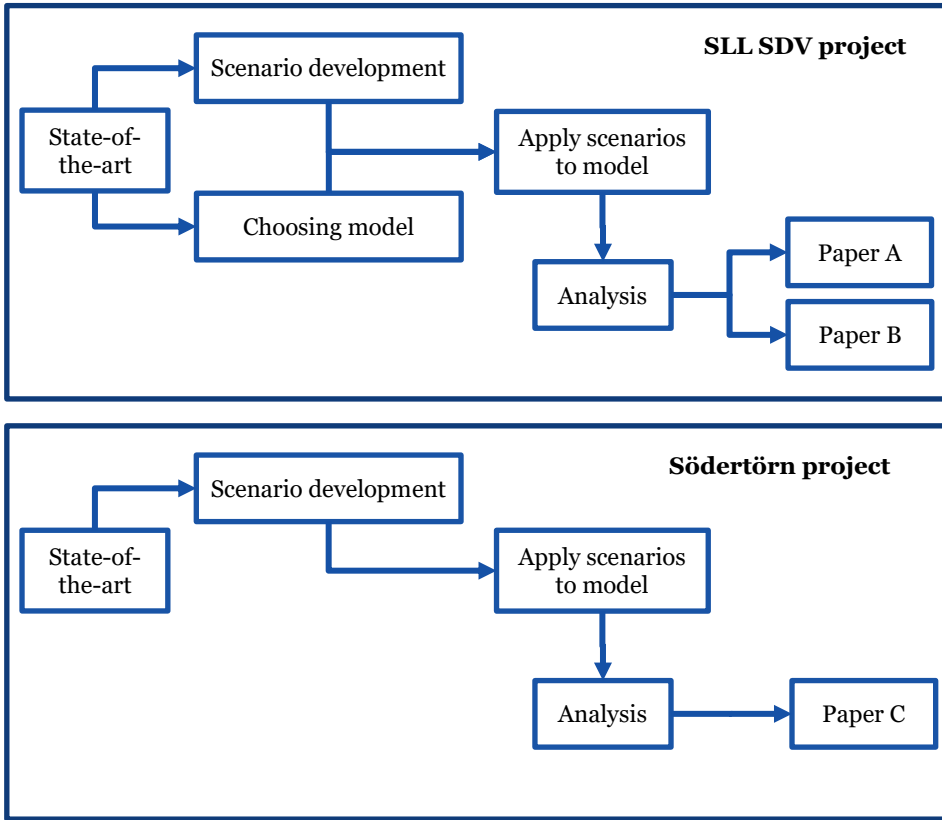 SLL SDV project
Scenario development
State-of-
the-art
Choosing model
Apply scenarios
to model
Analysis
Paper A
Paper B
Södertörn project
Scenario development
State-of-
the-art
Apply scenarios
to model
Analysis
Paper C